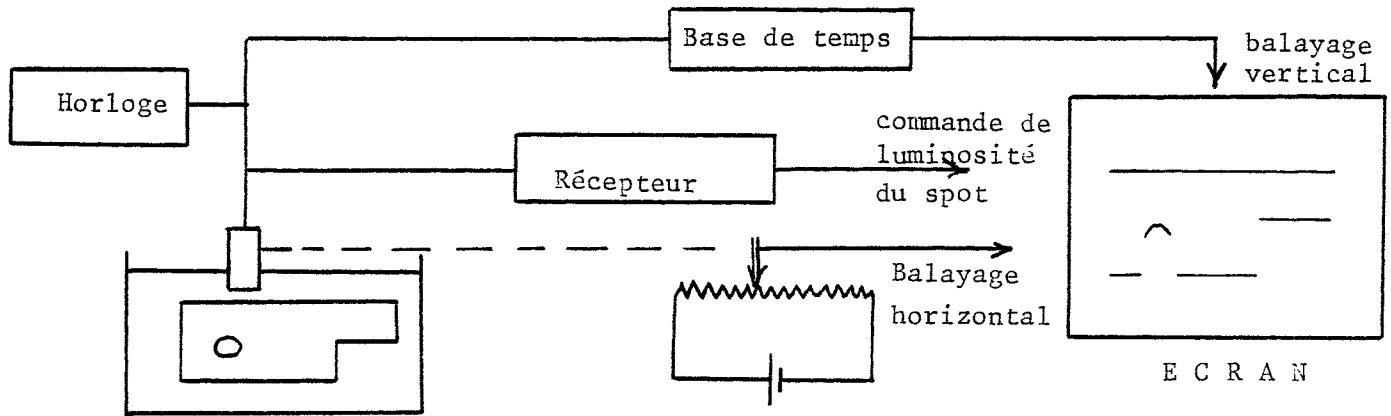 Base de temps
balayage
vertical
Horloge
commande de
luminosité
du spot
Récepteur
Balayage
horizontal
E C R A N